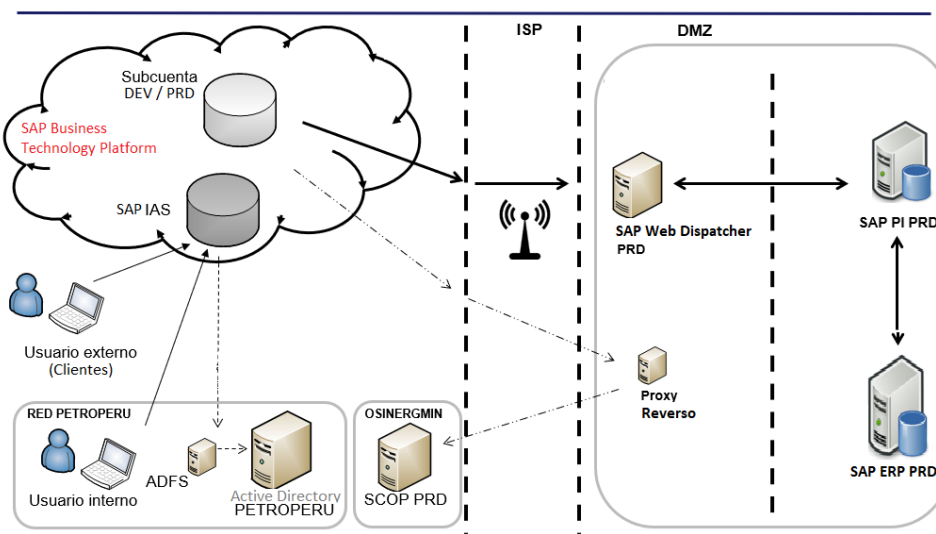 ISP
DMZ
Subcuenta
DEV / PRD
SAP Business
Technology Platform
SAP IAS
SAP Web Dispatcher
PRD
SAP PI PRD
Usuario externo
(Clientes)
Proxy
Reverso
RED PETROPERU
OSINERGMIN
ADFS
Usuario interno
Active Directory
PETROPERU
SCOP PRD
SAP ERP PRD